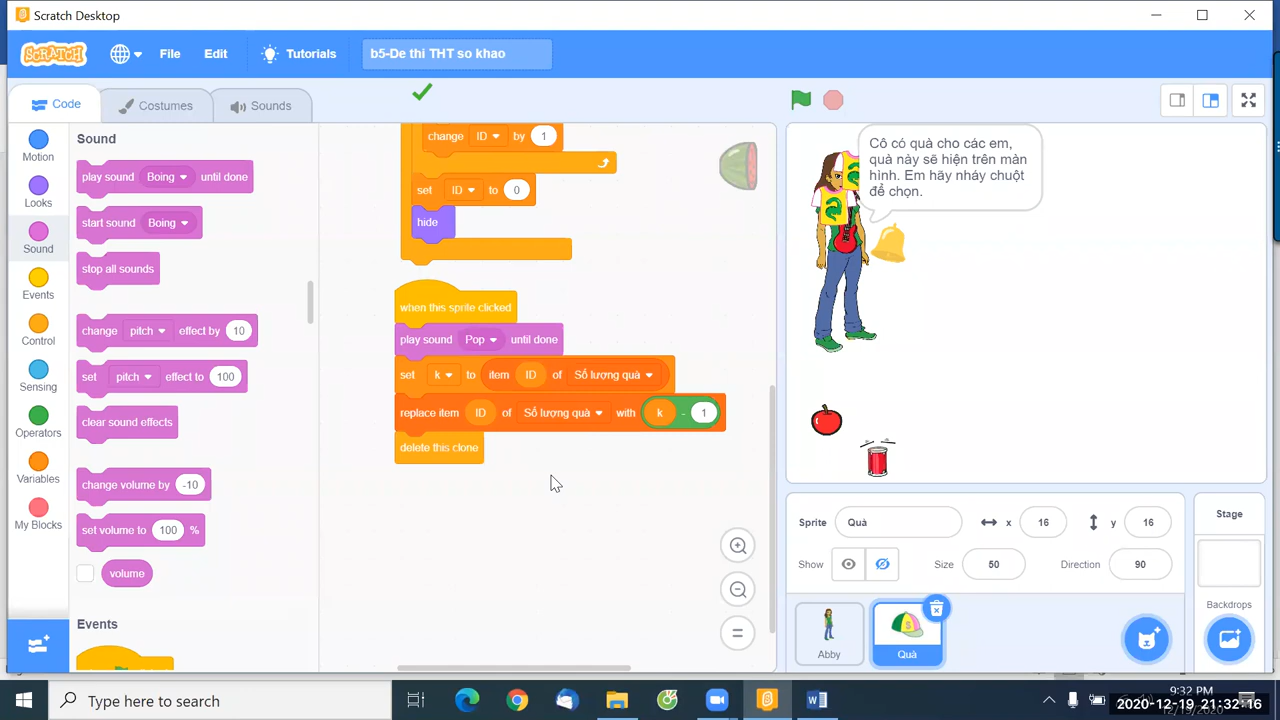 Scratch Desktop
SCRATCH
File
Edit
Tutorials
b5-De thi THT so khao
Code
Costumes
Sounds
Motion
Looks
Sound
Events
Control
Sensing
Operators
Variables
My Blocks
Sound
play sound Boing until done
start sound Boing
stop all sounds
change pitch effect by 10
set pitch effect to 100
clear sound effects
change volume by -10
set volume to 100 %
volume
Events
change ID by 1
set ID to 0
hide
when this sprite clicked
play sound Pop until done
set k to item ID of Số lượng quà
replace item ID of Số lượng quà with k - 1
delete this clone
Cô có quà cho các em,
quà này sẽ hiện trên màn
hình. Em hãy nháy chuột
để chọn.
Sprite Quà x 16 y 16
Show Size 50 Direction 90
Abby
Quà
Stage
Backdrops
Type here to search
9:32 PM
2020-12-19 21:32:16